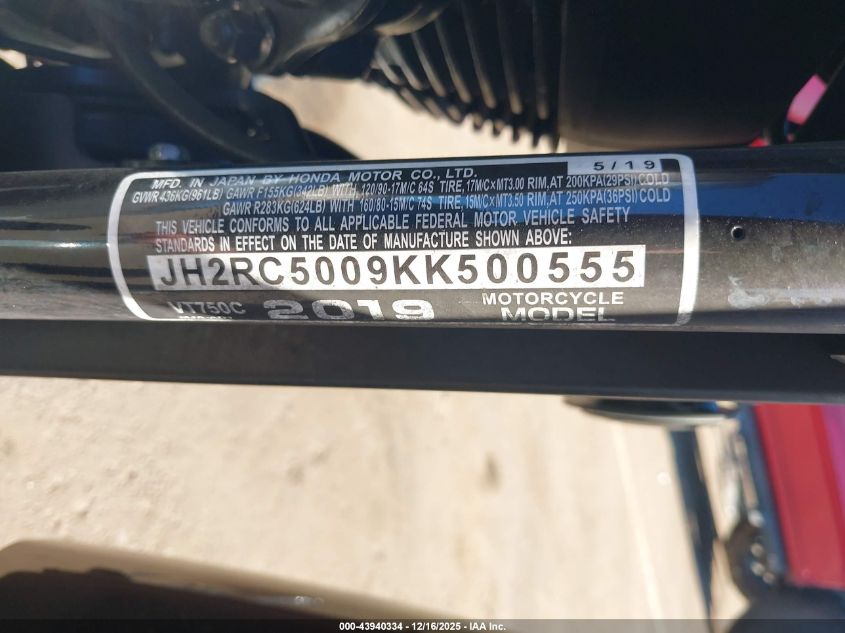 MFD. IN JAPAN BY HONDA MOTOR CO., LTD. 5/19
GVWR 436KG(961LB) GAWR F155KG(342LB) WITH 120/90-17M/C 64S TIRE, 17M/C×MT3.00 RIM, AT 200KPA(29PSI) COLD
GAWR R283KG(624LB) WITH 160/80-15M/C 74S TIRE, 15M/C×MT3.50 RIM, AT 250KPA(36PSI) COLD
THIS VEHICLE CONFORMS TO ALL APPLICABLE FEDERAL MOTOR VEHICLE SAFETY
STANDARDS IN EFFECT ON THE DATE OF MANUFACTURE SHOWN ABOVE:
JH2RC5009KK500555
VT750C 2019 MOTORCYCLE
MODEL
000-43940334 / 12/16/2025 - IAA Inc.